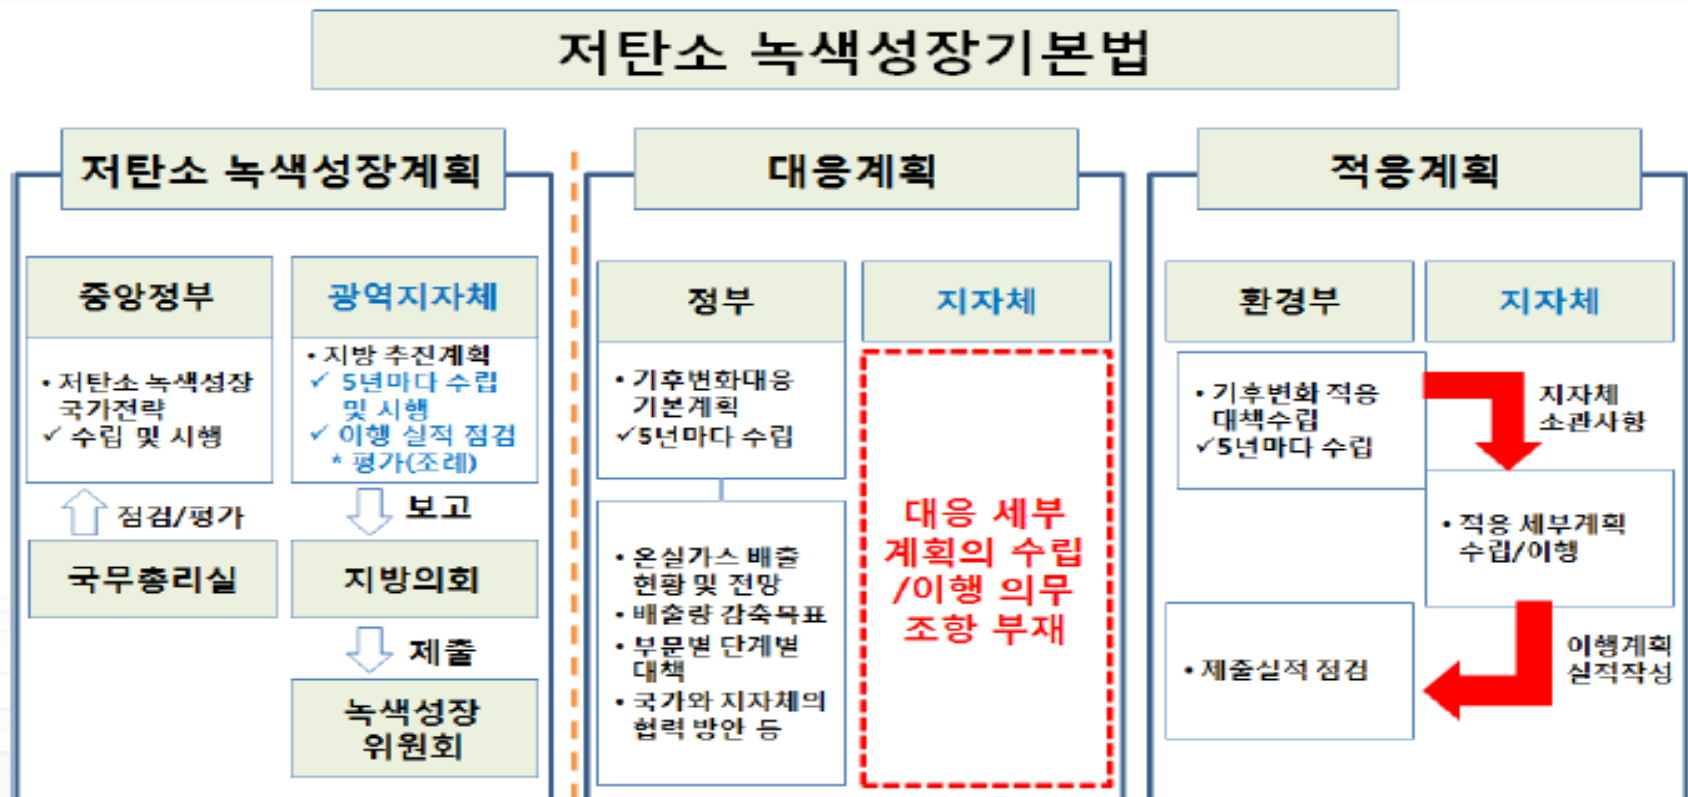 저탄소 녹색성장기본법
저탄소 녹색성장계획
중앙정부
• 저탄소 녹색성장
국가전략
✓ 수립 및 시행
점검/평가
국무총리실
광역지자체
• 지방 추진계획
✓ 5년마다 수립
및 시행
✓ 이행 실적 점검
* 평가(조례)
보고
지방의회
제출
녹색성장
위원회
대응계획
정부
• 기후변화대응
기본계획
✓5년마다 수립
• 온실가스 배출
현황 및 전망
• 배출량 감축목표
• 부문별 단계별
대책
• 국가와 지자체의
협력 방안 등
지자체
대응 세부
계획의 수립
/이행 의무
조항 부재
적응계획
환경부
• 기후변화 적응
대책수립
✓5년마다 수립
지자체
지자체
소관사항
• 적응 세부계획
수립/이행
이행계획
실적작성
• 제출실적 점검